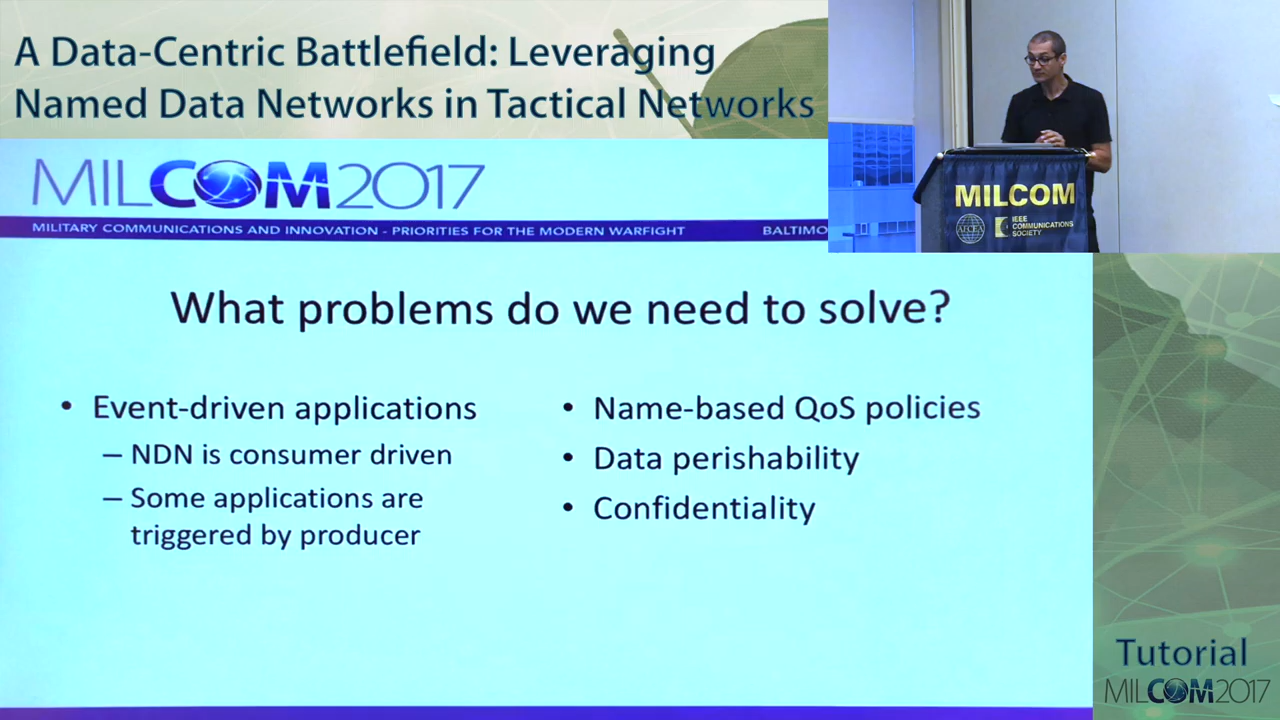 A Data-Centric Battlefield: Leveraging
Named Data Networks in Tactical Networks
MILCOM2017
MILITARY COMMUNICATIONS AND INNOVATION - PRIORITIES FOR THE MODERN WARFIGHT
BALTIMO
MILCOM
AFCEA
IEEE
COMMUNICATIONS
SOCIETY
What problems do we need to solve?
• Event-driven applications
– NDN is consumer driven
– Some applications are
triggered by producer
• Name-based QoS policies
• Data perishability
• Confidentiality
Tutorial
MILCOM2017